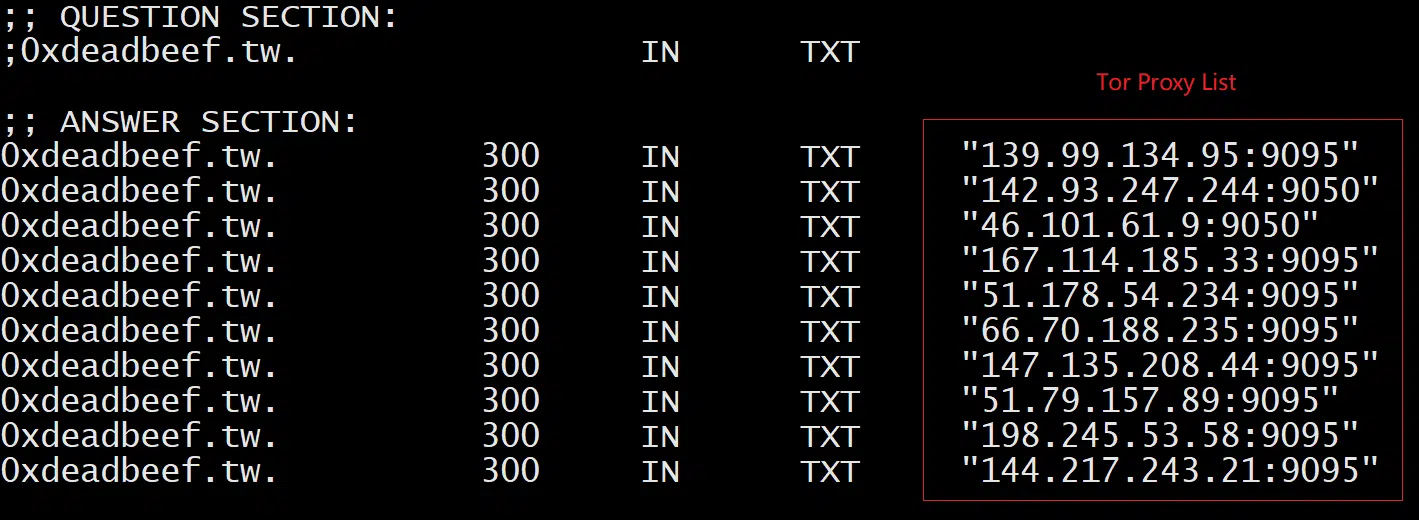 ;; QUESTION SECTION:
;0xdeadbeef.tw. IN TXT
Tor Proxy List
;; ANSWER SECTION:
0xdeadbeef.tw. 300 IN TXT "139.99.134.95:9095"
0xdeadbeef.tw. 300 IN TXT "142.93.247.244:9050"
0xdeadbeef.tw. 300 IN TXT "46.101.61.9:9050"
0xdeadbeef.tw. 300 IN TXT "167.114.185.33:9095"
0xdeadbeef.tw. 300 IN TXT "51.178.54.234:9095"
0xdeadbeef.tw. 300 IN TXT "66.70.188.235:9095"
0xdeadbeef.tw. 300 IN TXT "147.135.208.44:9095"
0xdeadbeef.tw. 300 IN TXT "51.79.157.89:9095"
0xdeadbeef.tw. 300 IN TXT "198.245.53.58:9095"
0xdeadbeef.tw. 300 IN TXT "144.217.243.21:9095"